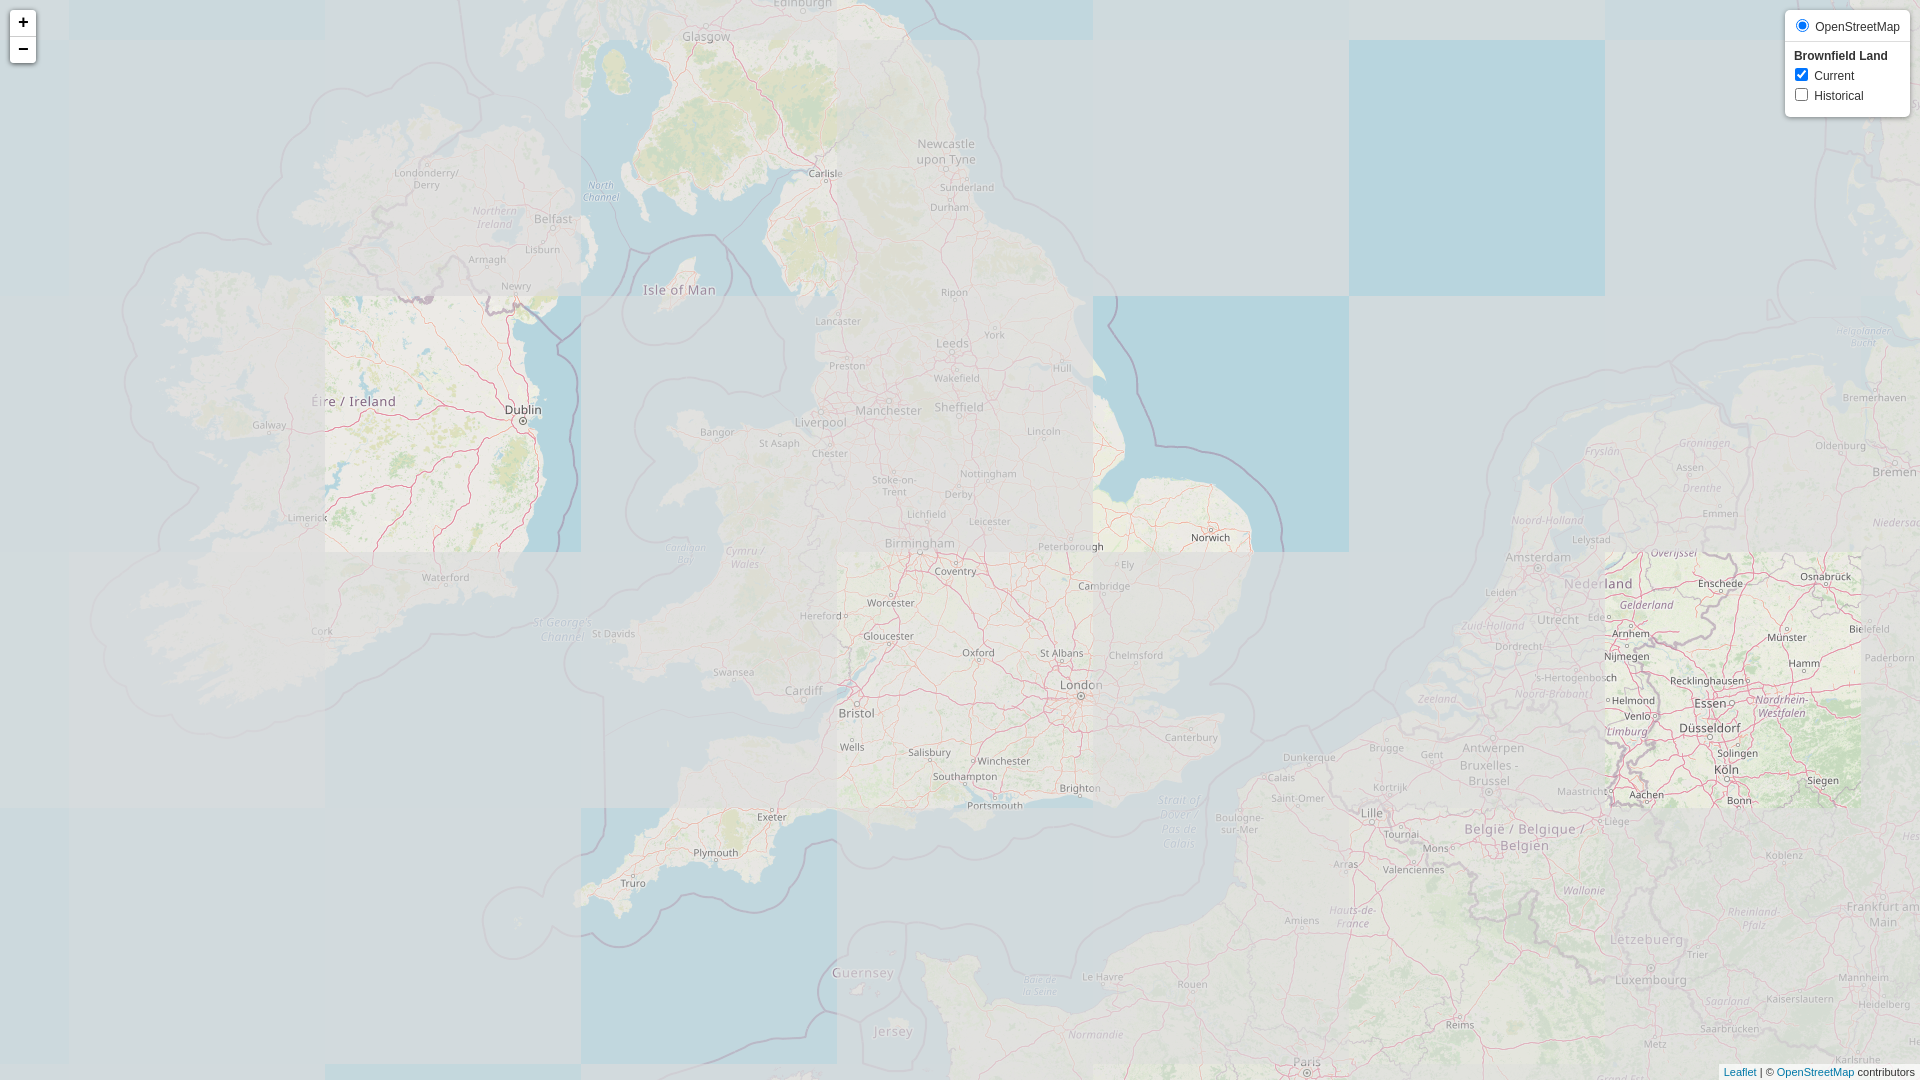 +
−
OpenStreetMap
Brownfield Land
Current
Historical
Edinburgh
Glasgow
Newcastle
upon Tyne
Londonderry/
Derry
Carlisle
Sunderland
North
Channel
Durham
Northern
Ireland
Belfast
Lisburn
Armagh
Newry
Isle of Man
Ripon
Lancaster
York
Leeds
Preston
Hull
Wakefield
Éire / Ireland
Dublin
Manchester
Sheffield
Galway
Liverpool
Bangor
St Asaph
Lincoln
Chester
Stoke-on-
Trent
Nottingham
Derby
Limerick
Lichfield
Leicester
Norwich
Birmingham
Peterborough
Cardigan
Bay
Cymru /
Wales
Coventry
Ely
Waterford
Cambridge
Worcester
Hereford
St George's
Channel
Cork
St Davids
Gloucester
Oxford
St Albans
Chelmsford
Swansea
London
Cardiff
Bristol
Canterbury
Wells
Salisbury
Winchester
Southampton
Brighton
Portsmouth
Exeter
Plymouth
Truro
Strait of
Dover /
Pas de
Calais
Guernsey
Jersey
Helgoländer
Bucht
Bremerhaven
Groningen
Oldenburg
Fryslân
Assen
Bremen
Drenthe
Emmen
Noord-Holland
Lelystad
Niedersac
Amsterdam
Overijssel
Nederland
Enschede
Osnabrück
Leiden
Gelderland
Utrecht
Ede
Zuid-Holland
Arnhem
Bielefeld
Dordrecht
Nijmegen
Münster
Paderborn
Hamm
's-Hertogenbosch
Recklinghausen
Noord-Brabant
Zeeland
Helmond
Essen
Nordrhein-
Westfalen
Venlo
Limburg
Düsseldorf
Brugge
Gent
Antwerpen
Dunkerque
Solingen
Bruxelles -
Brussel
Calais
Köln
Siegen
Kortrijk
Maastricht
Saint-Omer
Aachen
Bonn
Lille
Liège
Boulogne-
sur-Mer
Tournai
België / Belgique /
Belgien
Mons
Koblenz
Arras
Valenciennes
Wallonie
Hauts-de-
France
Amiens
Rheinland-
Pfalz
Frankfurt am
Main
Letzebuerg
Trier
Le Havre
Baie de
la Seine
Rouen
Luxembourg
Mannheim
Kaiserslautern
Saarland
Heidelberg
Reims
Saarbrücken
Normandie
Metz
Paris
Grand Est
Leaflet | © OpenStreetMap contributors